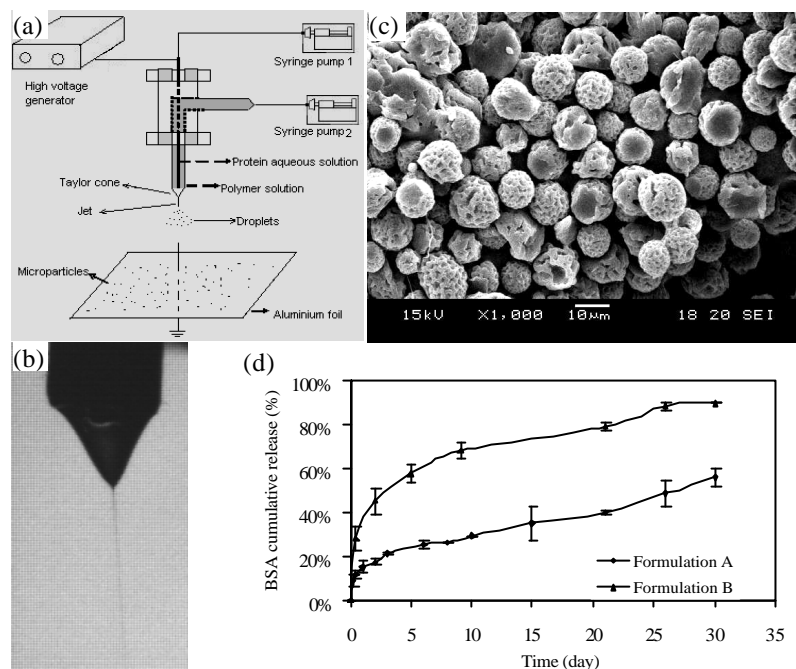 (a)
High voltage
generator
Syringe pump 1
Syringe pump 2
Protein aqueous solution
Polymer solution
Taylor cone
Jet
Droplets
Microparticles
Aluminium foil
(c)
15kV X1,000 10µm 18 20 SEI
(b)
(d)
BSA cumulative release (%)
100%
80%
60%
40%
20%
0%
Formulation A
Formulation B
0 5 10 15 20 25 30 35
Time (day)